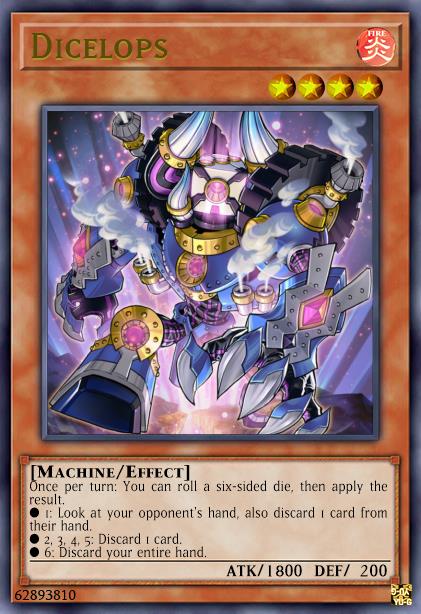 DICELOPS
FIRE
炎
[MACHINE/EFFECT]
Once per turn: You can roll a six-sided die, then apply the
result.
● 1: Look at your opponent's hand, also discard 1 card from
their hand.
● 2, 3, 4, 5: Discard 1 card.
● 6: Discard your entire hand.
ATK/1800 DEF/ 200
62893810